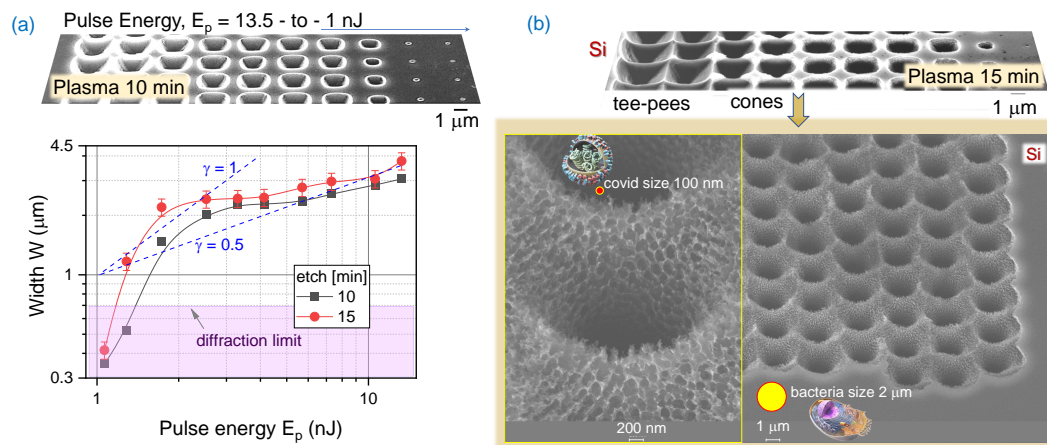 (a)
Pulse Energy, Ep = 13.5 - to - 1 nJ
Plasma 10 min
1 μm
4.5
1
0.3
Width W (μm)
γ = 1
γ = 0.5
etch [min]
10
15
diffraction limit
1
10
Pulse energy Ep (nJ)
(b)
Si
Plasma 15 min
tee-pees
cones
1 μm
covid size 100 nm
200 nm
Si
bacteria size 2 μm
1 μm